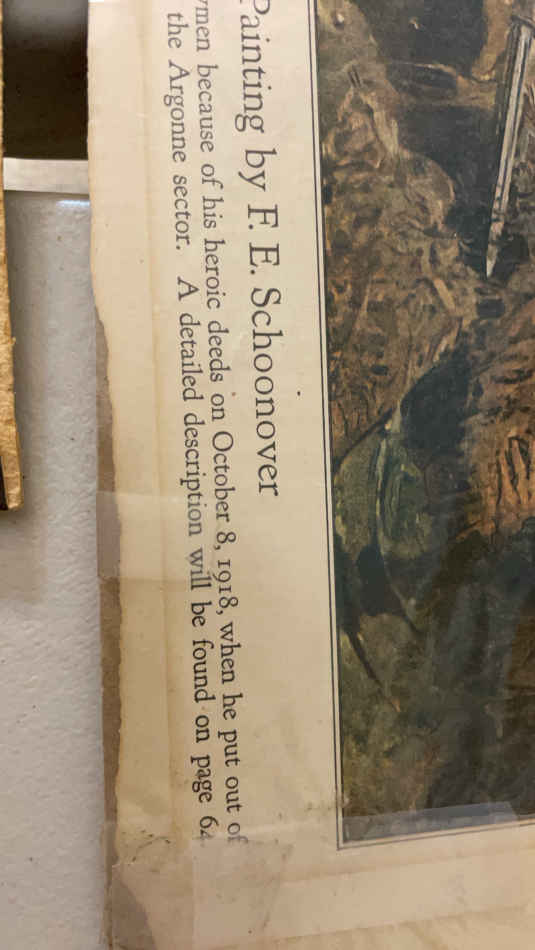 Painting by F. E. Schoonover
ymen because of his heroic deeds on October 8, 1918, when he put out of
the Argonne sector. A detailed description will be found on page 64